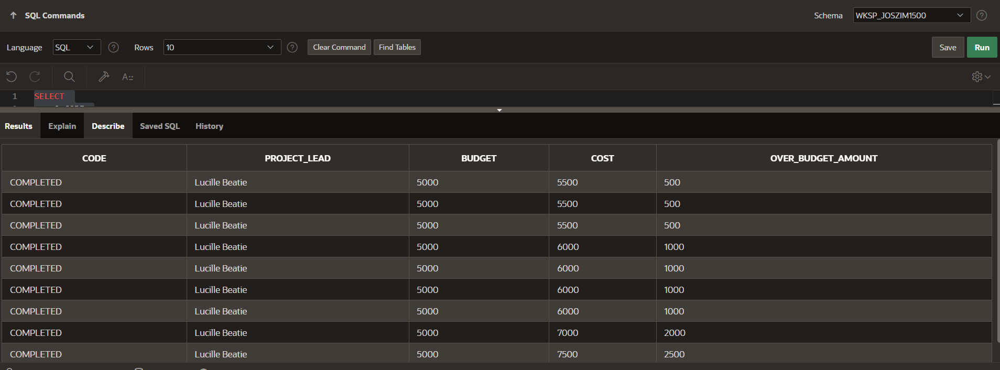 SQL Commands
Schema WKSP_JOSZIM1500
Language SQL Rows 10 Clear Command Find Tables Save Run
1 SELECT
Results Explain Describe Saved SQL History
CODE PROJECT_LEAD BUDGET COST OVER_BUDGET_AMOUNT
COMPLETED Lucille Beatie 5000 5500 500
COMPLETED Lucille Beatie 5000 5500 500
COMPLETED Lucille Beatie 5000 5500 500
COMPLETED Lucille Beatie 5000 6000 1000
COMPLETED Lucille Beatie 5000 6000 1000
COMPLETED Lucille Beatie 5000 6000 1000
COMPLETED Lucille Beatie 5000 6000 1000
COMPLETED Lucille Beatie 5000 7000 2000
COMPLETED Lucille Beatie 5000 7500 2500